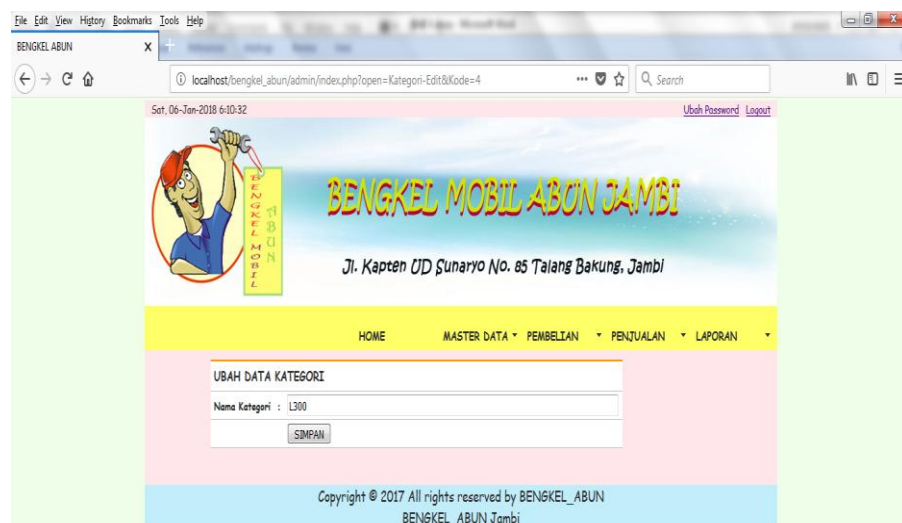 File Edit View History Bookmarks Tools Help
BENGKEL ABUN X +
localhost/bengkel_abun/admin/index.php?open=Kategori-Edit&Kode=4 ··· Search
Sat, 06-Jan-2018 6:10:32 Ubah Password Logout
BENGKEL MOBIL
ABUN
BENGKEL MOBIL ABUN JAMBI
Jl. Kapten UD Sunaryo No. 85 Talang Bakung, Jambi
HOME MASTER DATA PEMBELIAN PENJUALAN LAPORAN
UBAH DATA KATEGORI
Nama Kategori : L300
SIMPAN
Copyright © 2017 All rights reserved by BENGKEL_ABUN
BENGKEL_ABUN Jambi